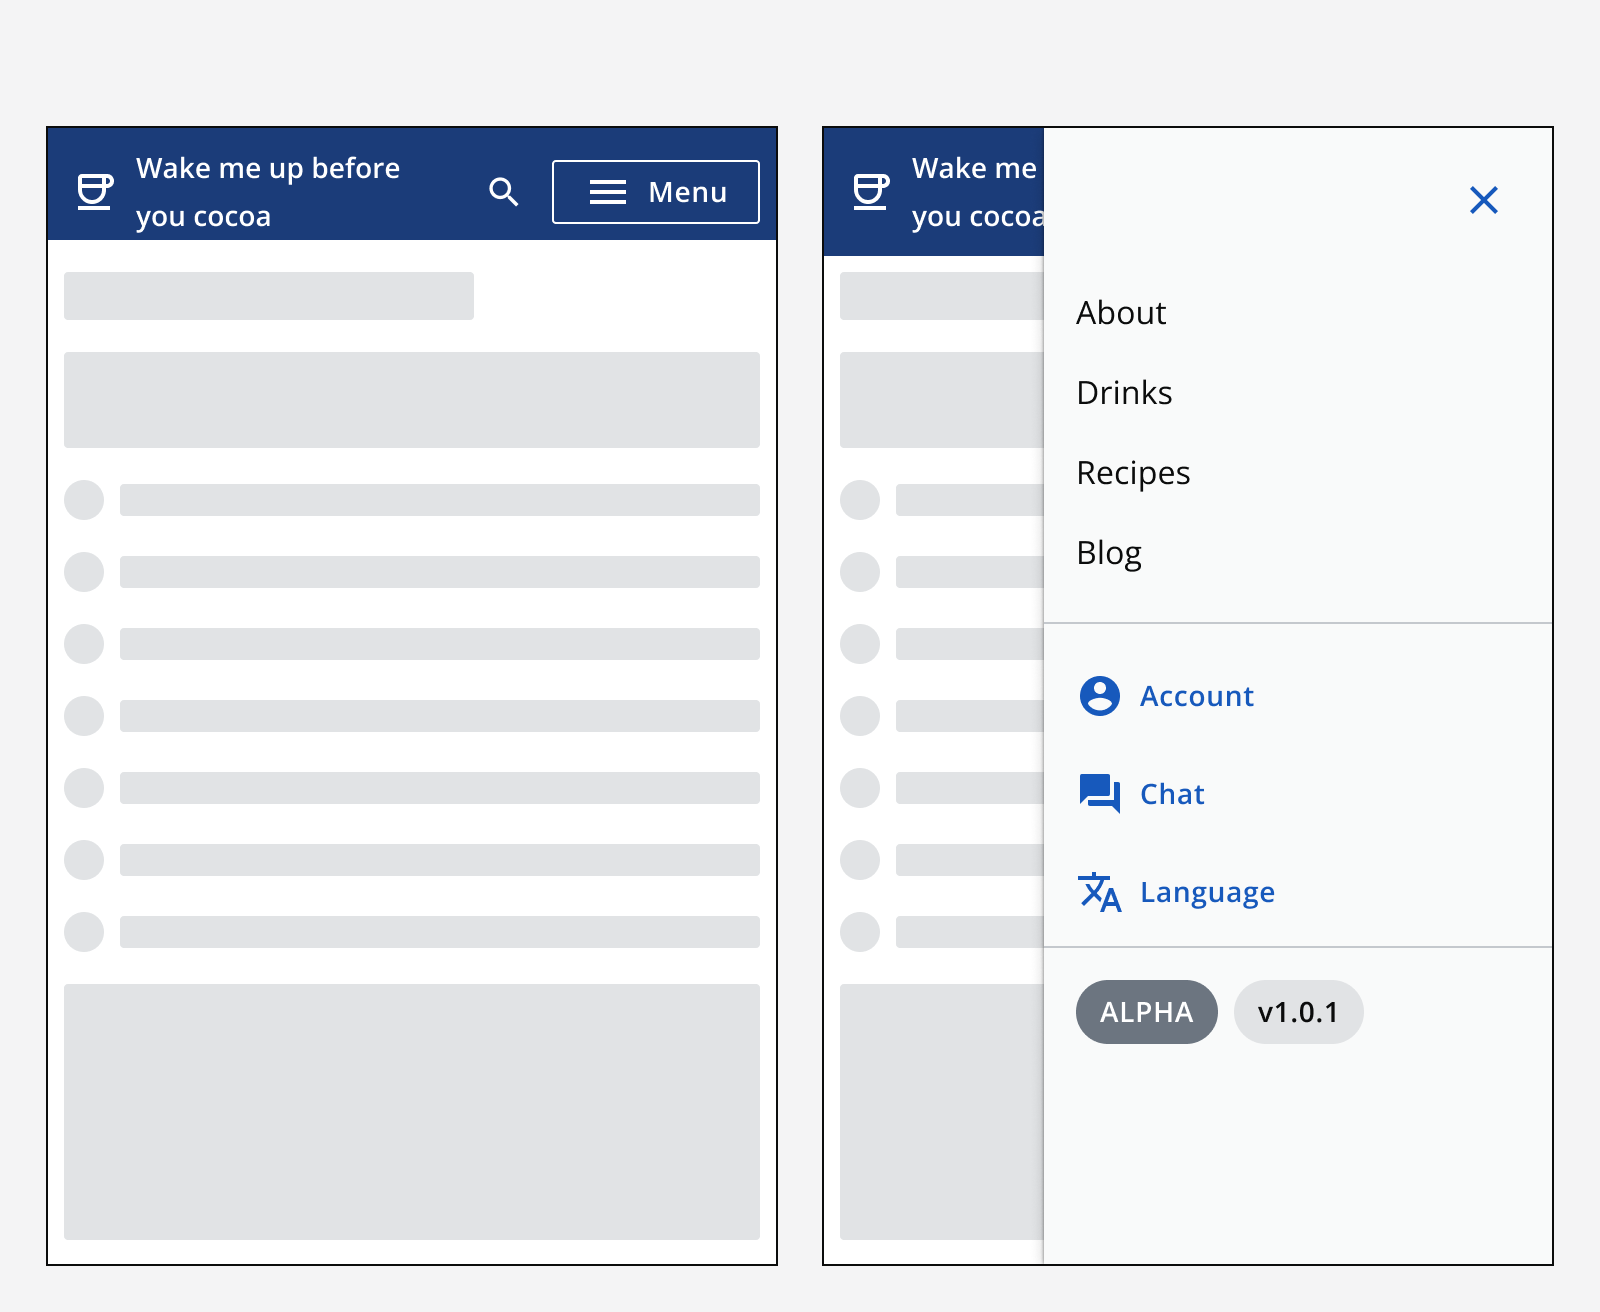 Wake me up before
you cocoa
Menu
Wake me
you cocoa
About
Drinks
Recipes
Blog
Account
Chat
Language
ALPHA
v1.0.1